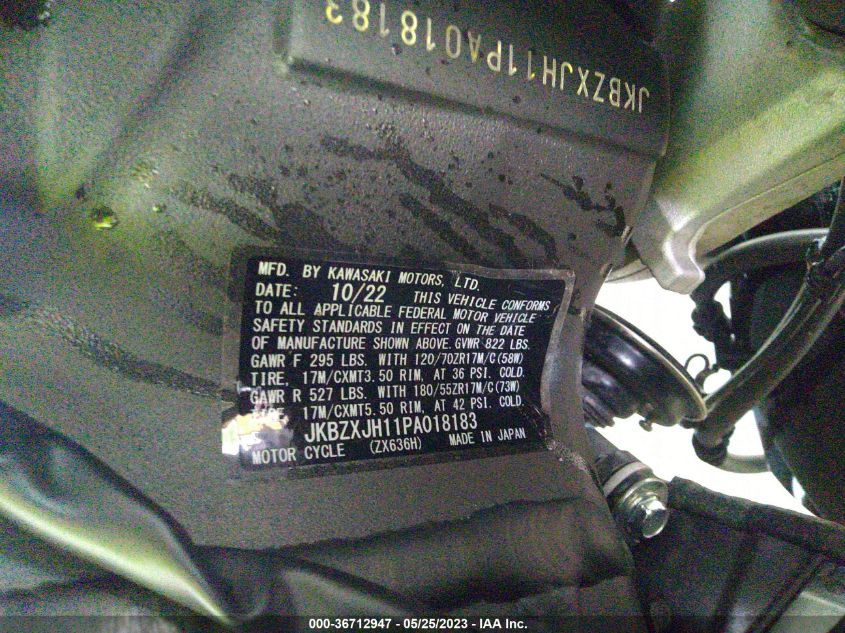 JKBZXJH11PA018183
MFD. BY KAWASAKI MOTORS, LTD.
DATE: 10/22 THIS VEHICLE CONFORMS
TO ALL APPLICABLE FEDERAL MOTOR VEHICLE
SAFETY STANDARDS IN EFFECT ON THE DATE
OF MANUFACTURE SHOWN ABOVE. GVWR 822 LBS.
GAWR F 295 LBS. WITH 120/70ZR17M/C(58W)
TIRE, 17M/CXMT3.50 RIM, AT 36 PSI. COLD.
GAWR R 527 LBS. WITH 180/55ZR17M/C(73W)
TIRE, 17M/CXMT5.50 RIM, AT 42 PSI. COLD.
JKBZXJH11PA018183
MOTOR CYCLE (ZX636H) MADE IN JAPAN
000-36712947 - 05/25/2023 - IAA Inc.